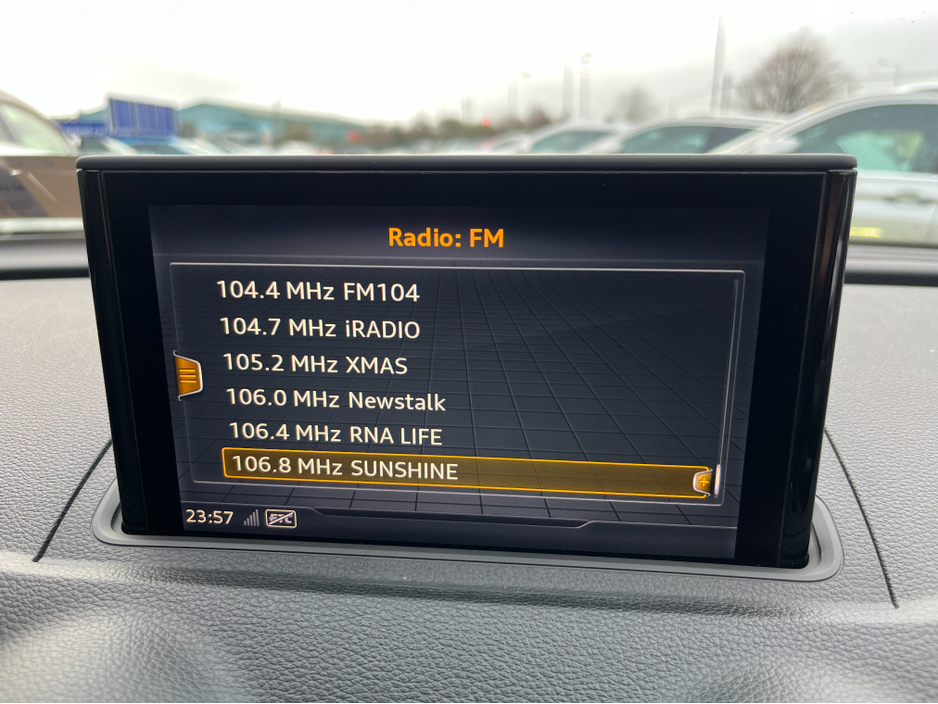 Radio: FM
104.4 MHz FM104
104.7 MHz iRADIO
105.2 MHz XMAS
106.0 MHz Newstalk
106.4 MHz RNA LIFE
106.8 MHz SUNSHINE
23:57 ETC